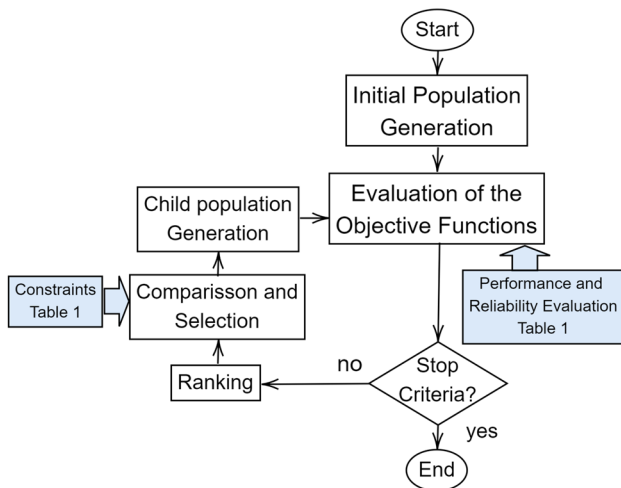 Start
Initial Population
Generation
Evaluation of the
Objective Functions
Child population
Generation
Constraints
Table 1
Comparisson and
Selection
Performance and
Reliability Evaluation
Table 1
Ranking
no
Stop
Criteria?
yes
End